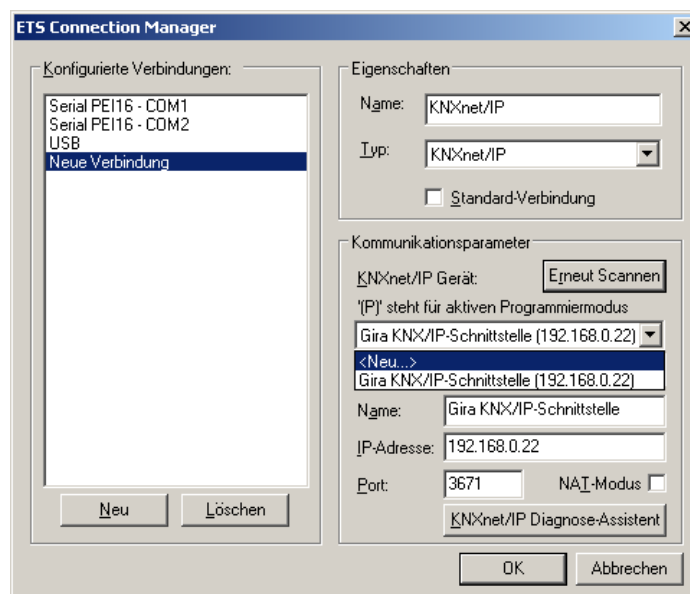 ETS Connection Manager
Konfigurierte Verbindungen:
Serial PEI16 - COM1
Serial PEI16 - COM2
USB
Neue Verbindung
Neu
Löschen
Eigenschaften
Name: KNXnet/IP
Typ: KNXnet/IP
Standard-Verbindung
Kommunikationsparameter
KNXnet/IP Gerät: Erneut Scannen
'(P)' steht für aktiven Programmiermodus
Gira KNX/IP-Schnittstelle (192.168.0.22)
<Neu...>
Gira KNX/IP-Schnittstelle (192.168.0.22)
Name: Gira KNX/IP-Schnittstelle
IP-Adresse: 192.168.0.22
Port: 3671 NAT-Modus
KNXnet/IP Diagnose-Assistent
OK Abbrechen